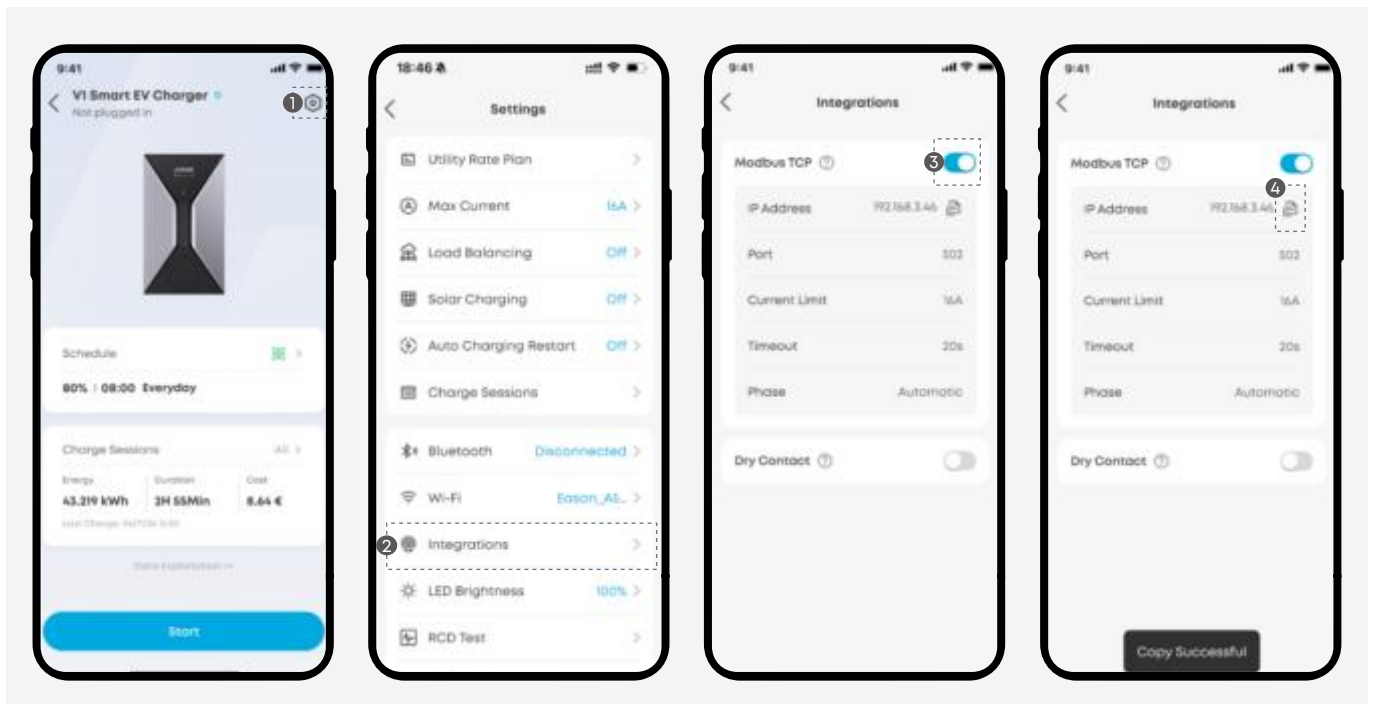 9:41
V1 Smart EV Charger
Not plugged in
1
Schedule
80% | 08:00 Everyday
Charge Sessions All >
Energy Duration Cost
43.219 kWh 2H 55Min 8.64 €
Start
18:46
Settings
Utility Rate Plan >
Max Current 16A >
Load Balancing Off >
Solar Charging Off >
Auto Charging Restart Off >
Charge Sessions >
Bluetooth Disconnected >
Wi-Fi >
2 Integrations >
LED Brightness 100% >
RCD Test >
9:41
Integrations
Modbus TCP ? 3
IP Address 192.168.3.46
Port 502
Current Limit 16A
Timeout 20s
Phase Automatic
Dry Contact ?
9:41
Integrations
Modbus TCP ?
4
IP Address 192.168.3.46
Port 502
Current Limit 16A
Timeout 20s
Phase Automatic
Dry Contact ?
Copy Successful